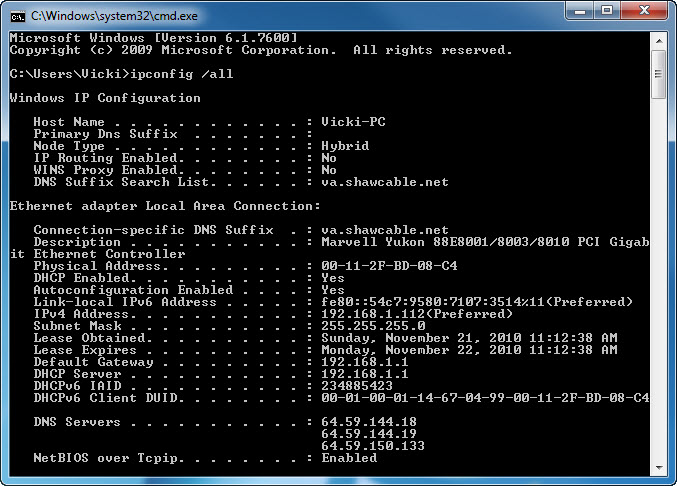 C:\Windows\system32\cmd.exe
Microsoft Windows [Version 6.1.7600]
Copyright (c) 2009 Microsoft Corporation.  All rights reserved.
C:\Users\Vicki>ipconfig /all
Windows IP Configuration
   Host Name . . . . . . . . . . . . : Vicki-PC
   Primary Dns Suffix  . . . . . . . :
   Node Type . . . . . . . . . . . . : Hybrid
   IP Routing Enabled. . . . . . . . : No
   WINS Proxy Enabled. . . . . . . . : No
   DNS Suffix Search List. . . . . . : va.shawcable.net
Ethernet adapter Local Area Connection:
   Connection-specific DNS Suffix  . : va.shawcable.net
   Description . . . . . . . . . . . : Marvell Yukon 88E8001/8003/8010 PCI Gigab
it Ethernet Controller
   Physical Address. . . . . . . . . : 00-11-2F-BD-08-C4
   DHCP Enabled. . . . . . . . . . . : Yes
   Autoconfiguration Enabled . . . . : Yes
   Link-local IPv6 Address . . . . . : fe80::54c7:9580:7107:3514%11(Preferred)
   IPv4 Address. . . . . . . . . . . : 192.168.1.112(Preferred)
   Subnet Mask . . . . . . . . . . . : 255.255.255.0
   Lease Obtained. . . . . . . . . . : Sunday, November 21, 2010 11:12:38 AM
   Lease Expires . . . . . . . . . . : Monday, November 22, 2010 11:12:38 AM
   Default Gateway . . . . . . . . . : 192.168.1.1
   DHCP Server . . . . . . . . . . . : 192.168.1.1
   DHCPv6 IAID . . . . . . . . . . . : 234885423
   DHCPv6 Client DUID. . . . . . . . : 00-01-00-01-14-67-04-99-00-11-2F-BD-08-C4
   DNS Servers . . . . . . . . . . . : 64.59.144.18
                                       64.59.144.19
                                       64.59.150.133
   NetBIOS over Tcpip. . . . . . . . : Enabled